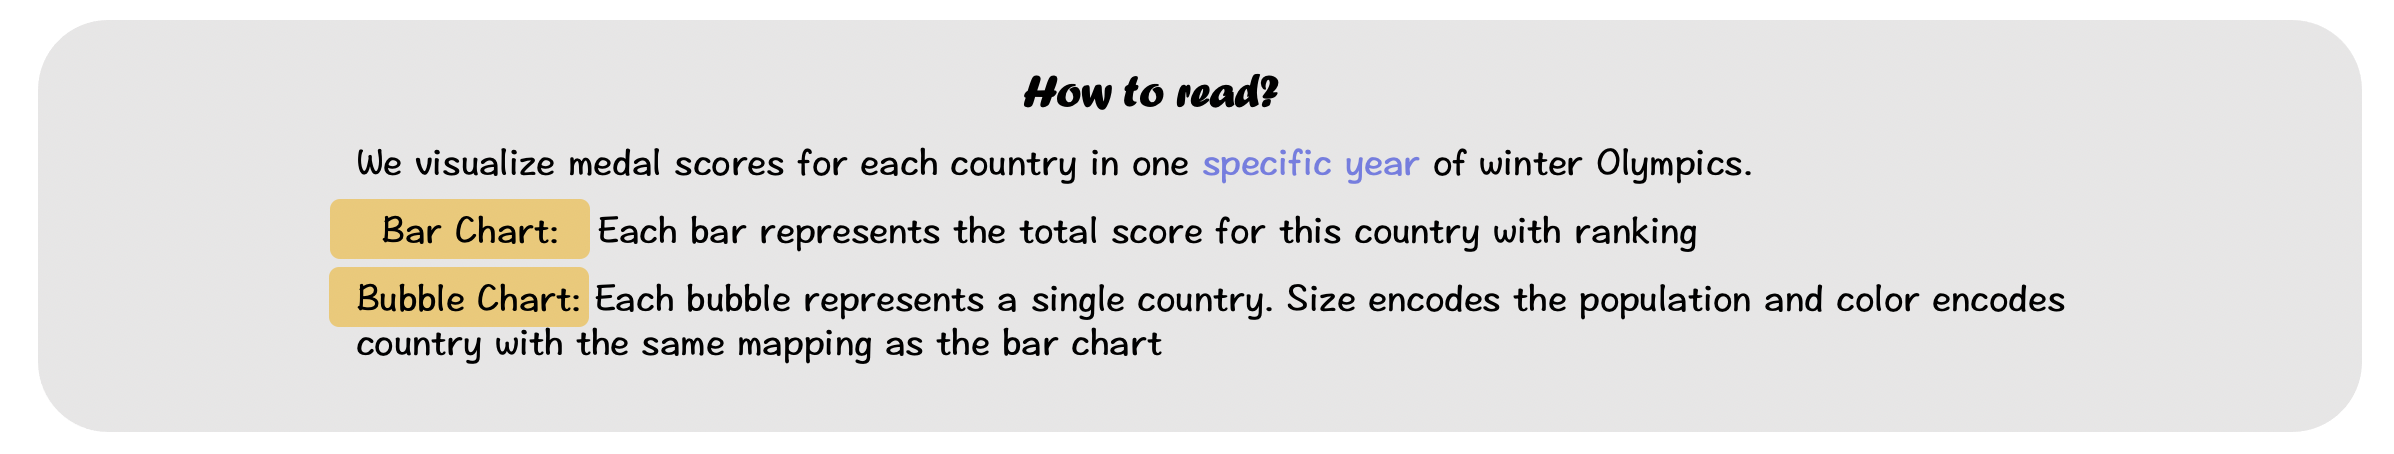 How to read?
We visualize medal scores for each country in one specific year of winter Olympics.
Bar Chart: Each bar represents the total score for this country with ranking
Bubble Chart: Each bubble represents a single country. Size encodes the population and color encodes
country with the same mapping as the bar chart